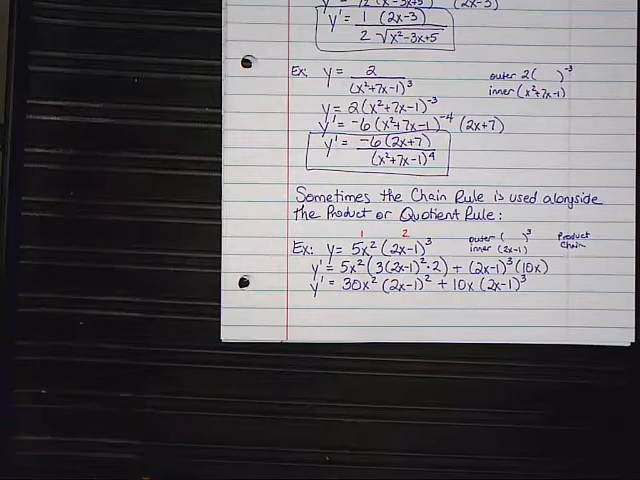 (2x-3)
y' = 1 (2x-3)
2 √x²-3x+5
Ex: y = 2
(x²+7x-1)³
outer 2( )⁻³
inner (x²+7x-1)
y = 2(x²+7x-1)⁻³
y' = -6(x²+7x-1)⁻⁴ (2x+7)
y' = -6(2x+7)
(x²+7x-1)⁴
Sometimes the Chain Rule is used alongside
the Product or Quotient Rule:
1 2
Ex: y = 5x² (2x-1)³
outer ( )³
inner (2x-1)
Product
Chain
y' = 5x² (3(2x-1)²·2) + (2x-1)³ (10x)
y' = 30x² (2x-1)² + 10x (2x-1)³